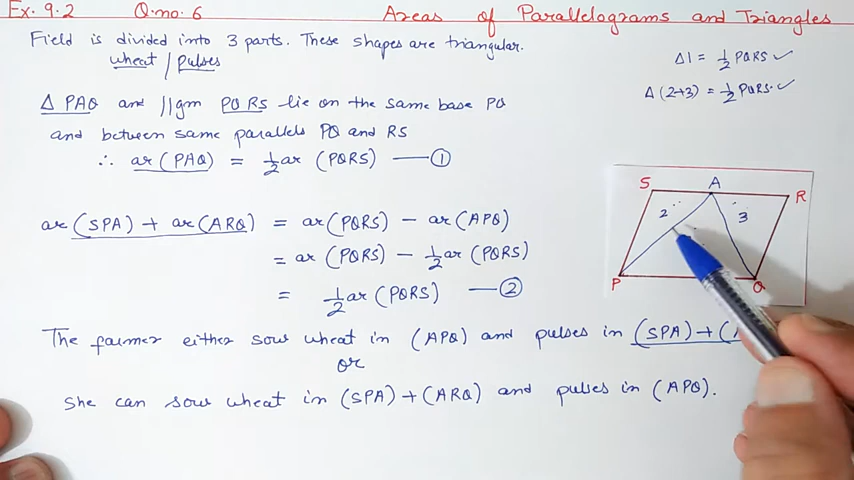 Ex. 9.2 Q.no. 6 Areas of Parallelograms and Triangles
Field is divided into 3 parts. These shapes are triangular.
wheat / pulses
Δ1 = 1/2 PQRS ✓
Δ(2+3) = 1/2 PQRS. ✓
Δ PAQ and ||gm PQRS lie on the same base PQ
and between same parallels PQ and RS
∴ ar(PAQ) = 1/2 ar (PQRS) —— ①
S A R
2 3
P Q
ar(SPA) + ar(ARQ) = ar(PQRS) - ar(APQ)
= ar(PQRS) - 1/2 ar(PQRS)
= 1/2 ar(PQRS) —— ②
The farmer either sow wheat in (APQ) and pulses in (SPA)+(
or
She can sow wheat in (SPA)+(ARQ) and pulses in (APQ).